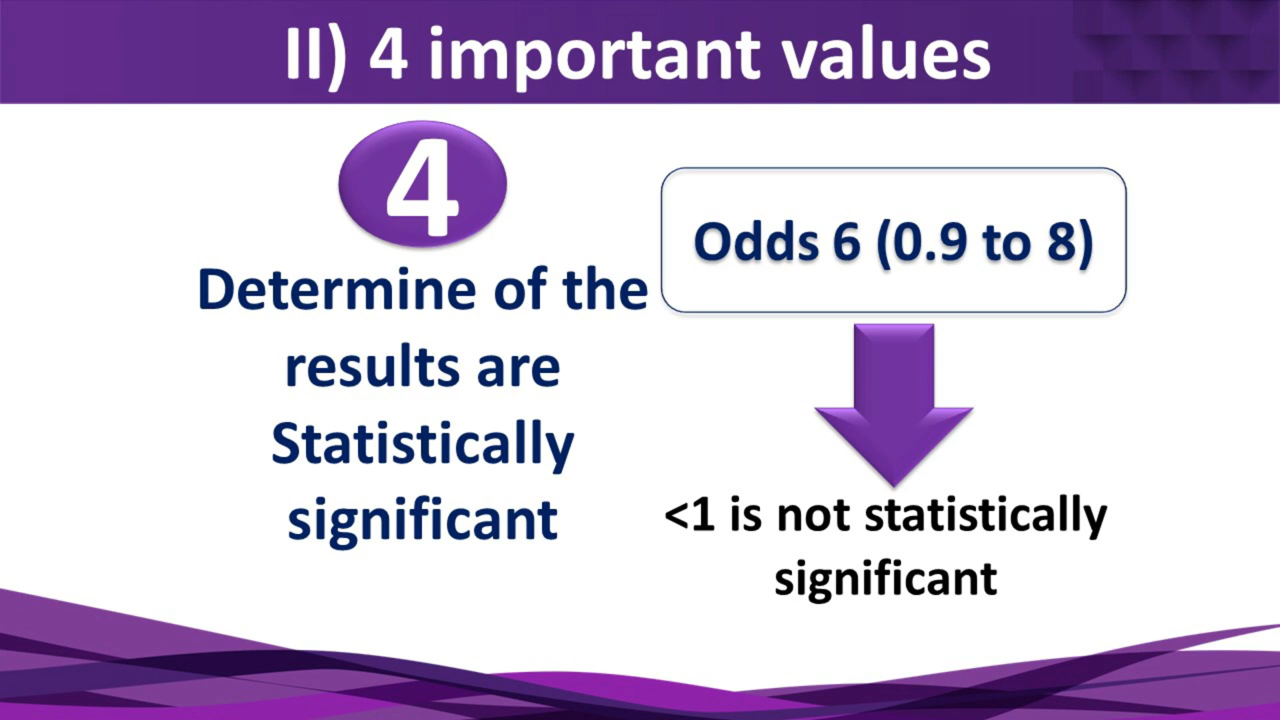 II) 4 important values
4
Determine of the
results are
Statistically
significant
Odds 6 (0.9 to 8)
<1 is not statistically
significant